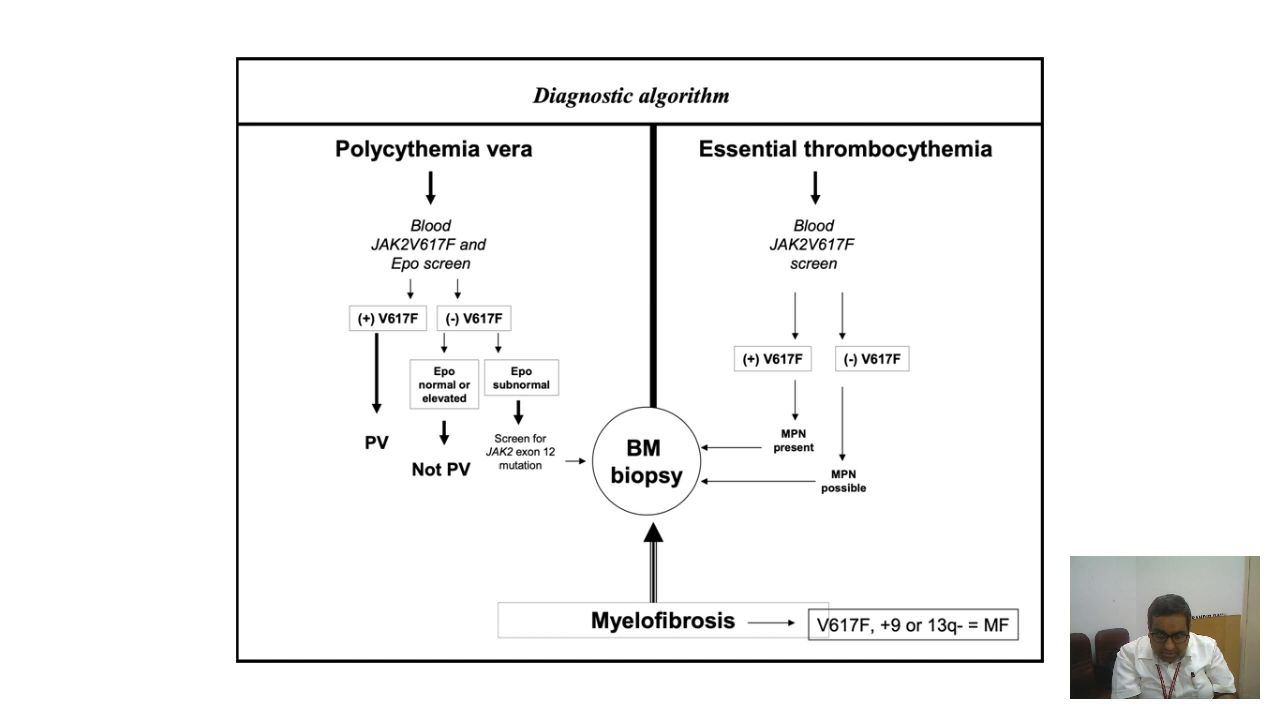 Diagnostic algorithm
Polycythemia vera
Blood
JAK2V617F and
Epo screen
(+) V617F
(-) V617F
Epo
normal or
elevated
Epo
subnormal
PV
Not PV
Screen for
JAK2 exon 12
mutation
Essential thrombocythemia
Blood
JAK2V617F
screen
(+) V617F
(-) V617F
MPN
present
MPN
possible
BM
biopsy
Myelofibrosis
V617F, +9 or 13q- = MF